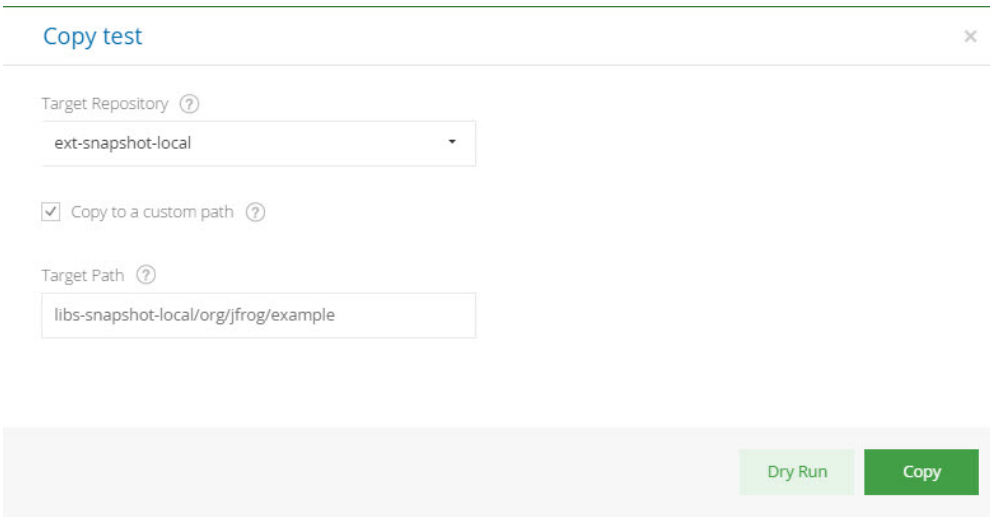 Copy test
×
Target Repository ?
ext-snapshot-local
Copy to a custom path ?
Target Path ?
libs-snapshot-local/org/jfrog/example
Dry Run Copy